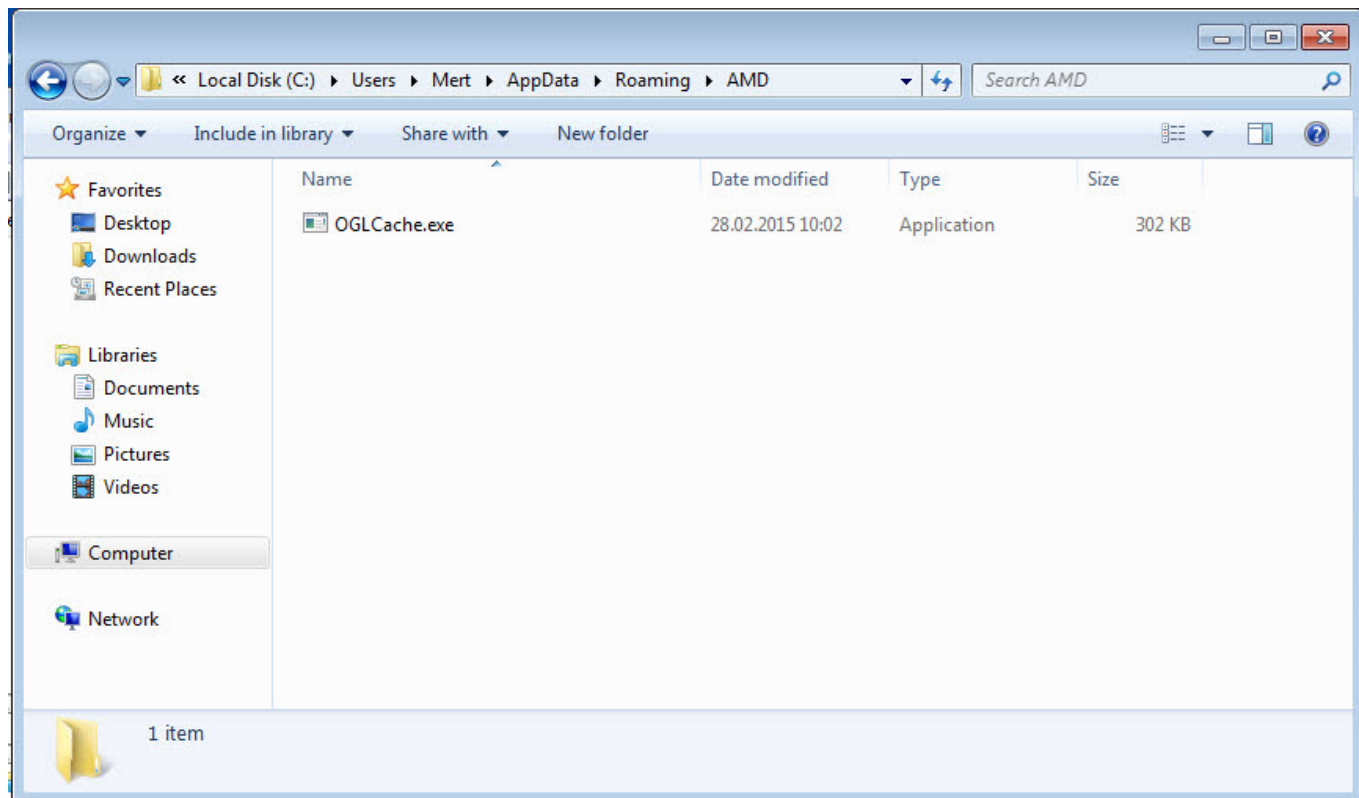 « Local Disk (C:) ▸ Users ▸ Mert ▸ AppData ▸ Roaming ▸ AMD
Search AMD
Organize Include in library Share with New folder
Favorites
Desktop
Downloads
Recent Places
Libraries
Documents
Music
Pictures
Videos
Computer
Network
Name Date modified Type Size
OGLCache.exe 28.02.2015 10:02 Application 302 KB
1 item